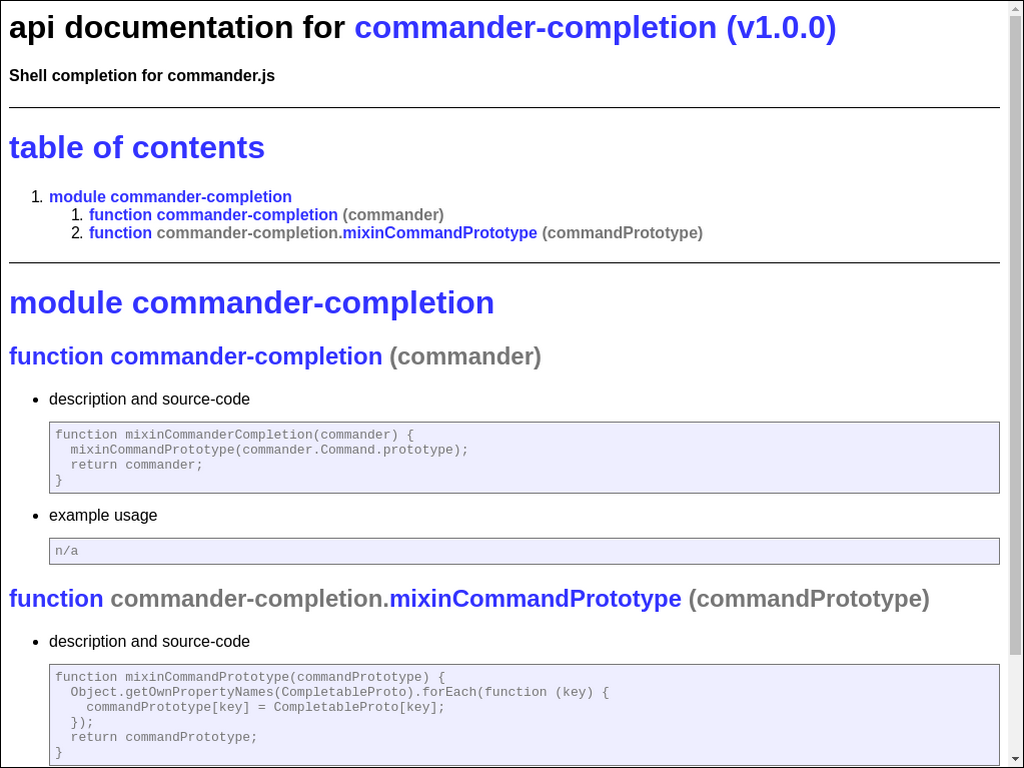 api documentation for commander-completion (v1.0.0)
Shell completion for commander.js
table of contents
1. module commander-completion
1. function commander-completion (commander)
2. function commander-completion.mixinCommandPrototype (commandPrototype)
module commander-completion
function commander-completion (commander)
• description and source-code
function mixinCommanderCompletion(commander) {
  mixinCommandPrototype(commander.Command.prototype);
  return commander;
}
• example usage
n/a
function commander-completion.mixinCommandPrototype (commandPrototype)
• description and source-code
function mixinCommandPrototype(commandPrototype) {
  Object.getOwnPropertyNames(CompletableProto).forEach(function (key) {
    commandPrototype[key] = CompletableProto[key];
  });
  return commandPrototype;
}